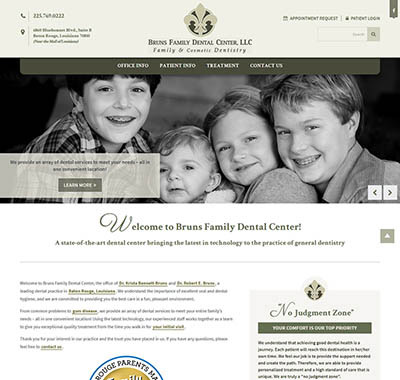 225.769.0222
6860 Bluebonnet Blvd., Suite B
Baton Rouge, Louisiana 70810
(Near the Mall of Louisiana)
BRUNS FAMILY DENTAL CENTER, LLC
Family & Cosmetic Dentistry
APPOINTMENT REQUEST
PATIENT LOGIN
f
OFFICE INFO PATIENT INFO TREATMENT CONTACT US
We provide an array of dental services to meet your needs – all in
one convenient location!
LEARN MORE >
Welcome to Bruns Family Dental Center!
A state-of-the-art dental center bringing the latest in technology to the practice of general dentistry
Welcome to Bruns Family Dental Center, the office of Dr. Krista Bennett Bruns and Dr. Robert E. Bruns, a
leading dental practice in Baton Rouge, Louisiana. We understand the importance of excellent oral and dental
hygiene, and we are committed to providing you the best care in a fun, pleasant environment.
From common problems to gum disease, we provide an array of dental services to meet your entire family's
needs – all in one convenient location! Using the latest technology, our experienced staff works together as a team to
give you exceptional quality treatment from the time you walk in for your initial visit.
Thank you for your interest in our practice and the trust you have placed in us. If you have any questions, please
feel free to contact us.
ROUGE PARENTS MA
"No Judgment Zone"
YOUR COMFORT IS OUR TOP PRIORITY
We understand that achieving good dental health is a
journey. Each patient will reach this destination in her/his
own time. We feel our job is to provide the support needed
and create the path. Therefore, we are able to provide
personalized treatment and a high standard of care that is
unique. We are truly a "no judgment zone".